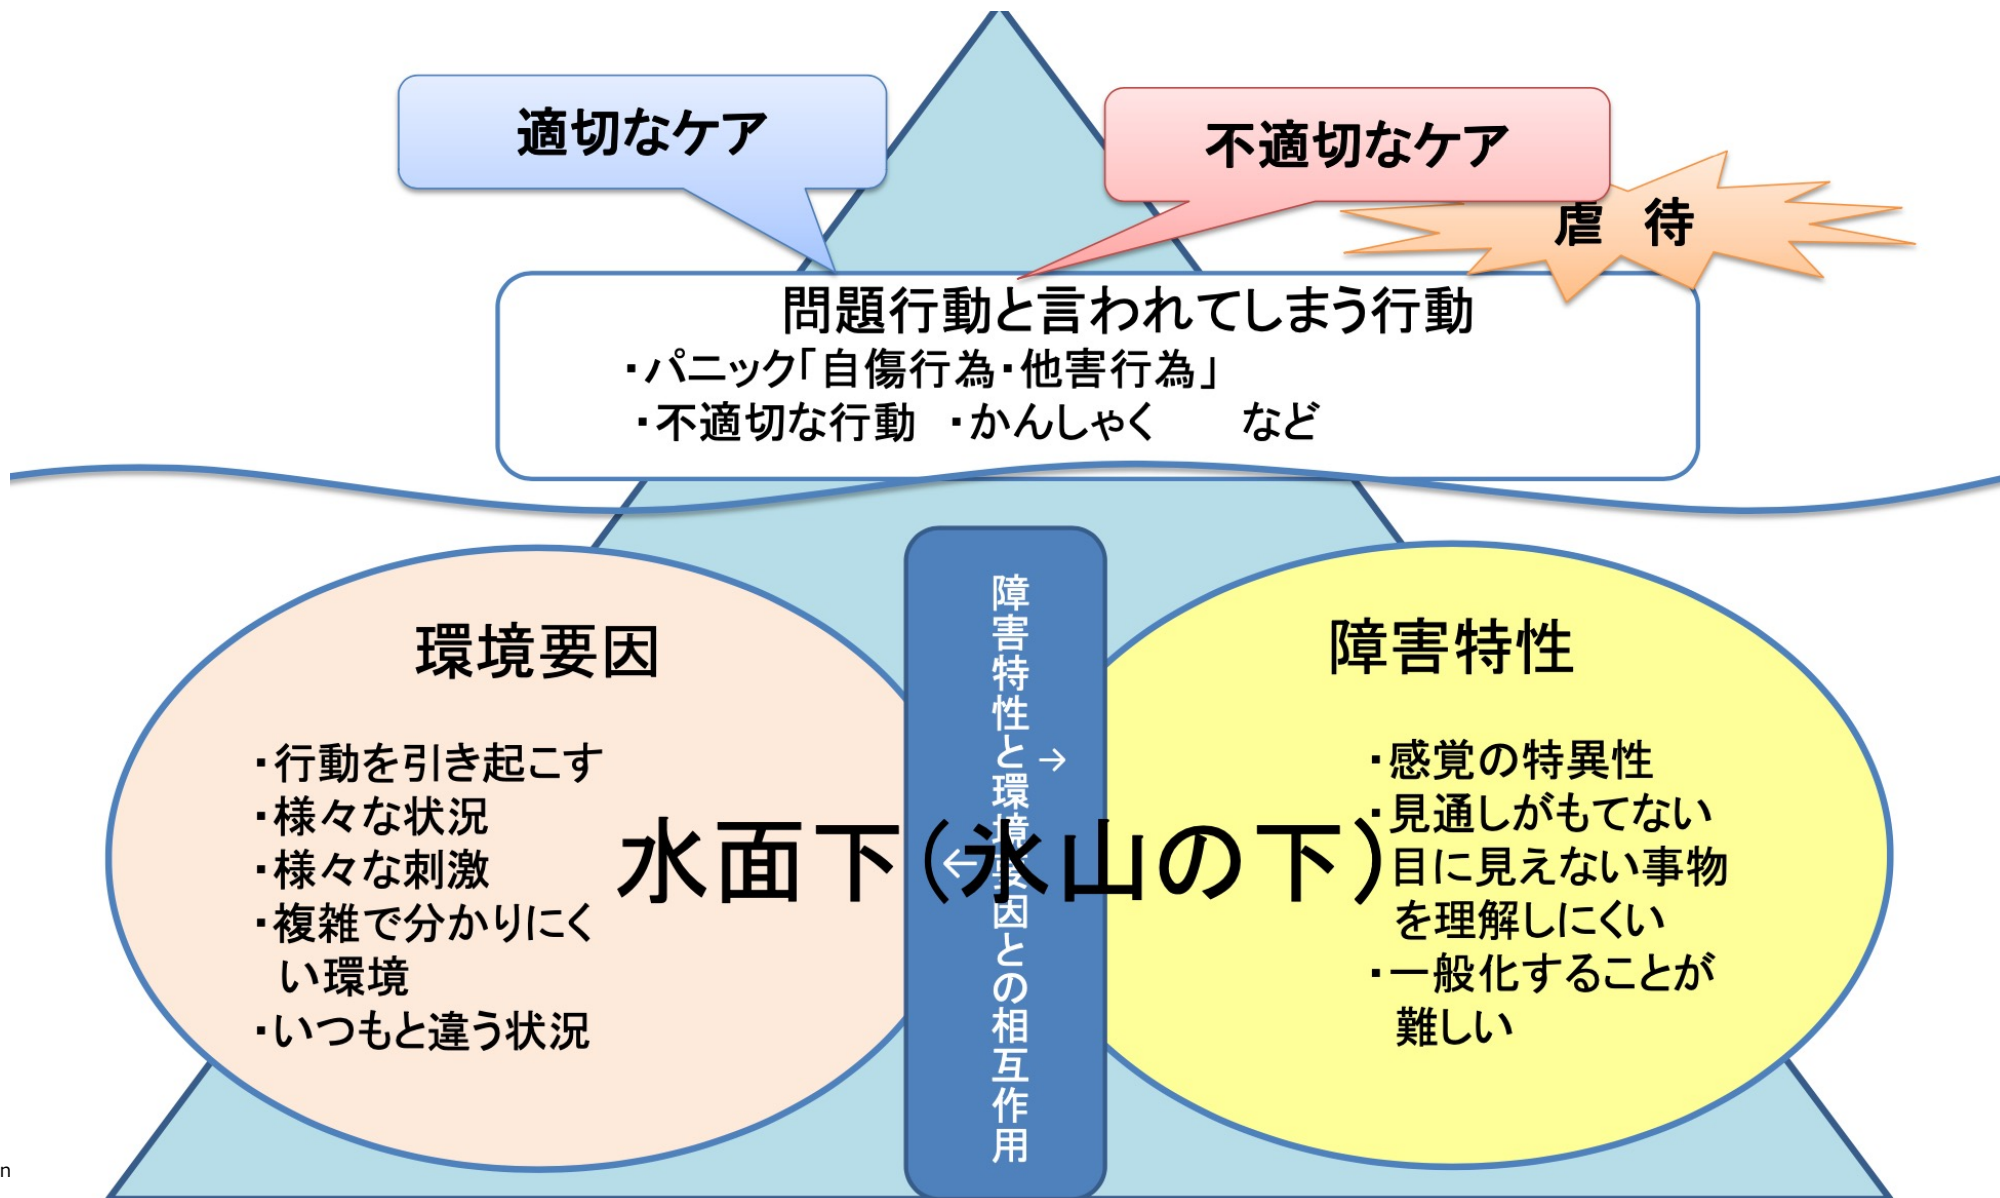 適切なケア
不適切なケア
虐　待
問題行動と言われてしまう行動
・パニック「自傷行為・他害行為」
・不適切な行動　・かんしゃく　　など
環境要因
・行動を引き起こす
・様々な状況
・様々な刺激
・複雑で分かりにく
い環境
・いつもと違う状況
障害特性と環境要因との相互作用
→
←
水面下（氷山の下）
障害特性
・感覚の特異性
・見通しがもてない
目に見えない事物
を理解しにくい
・一般化することが
難しい
n